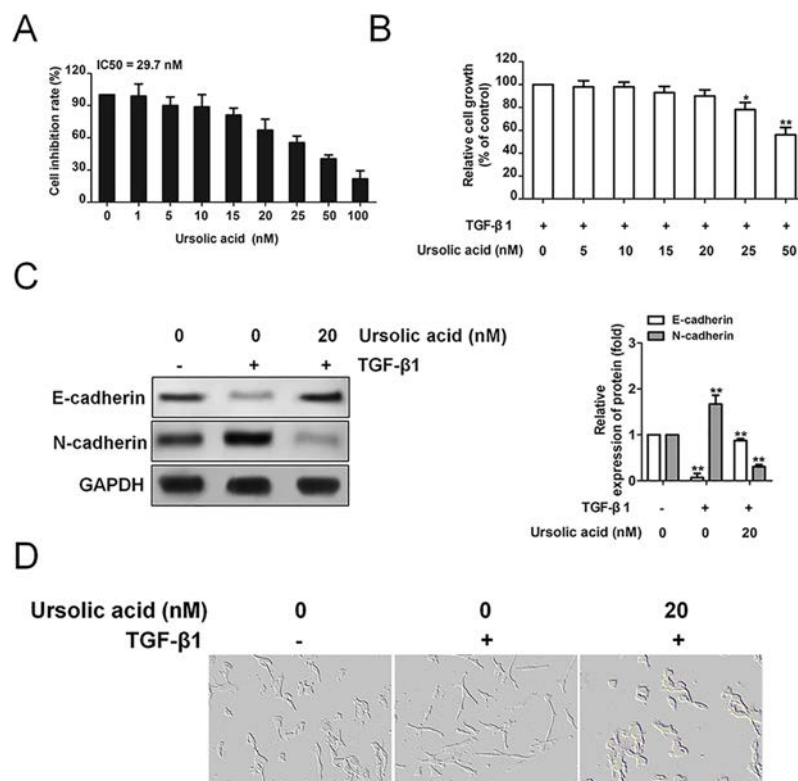 A
IC50 = 29.7 nM
Cell inhibition rate (%)
120
90
60
30
0
0 1 5 10 15 20 25 50 100
Ursolic acid (nM)
B
Relative cell growth
(% of control)
120
100
80
60
40
20
0
*
**
TGF-β 1 + + + + + + +
Ursolic acid (nM) 0 5 10 15 20 25 50
C
0 0 20 Ursolic acid (nM)
- + + TGF-β1
E-cadherin
N-cadherin
GAPDH
E-cadherin
N-cadherin
Relative
expression of protein (fold)
3
2
1
0
**
**
**
**
TGF-β 1 - + +
Ursolic acid (nM) 0 0 20
D
Ursolic acid (nM) 0 0 20
TGF-β1 - + +